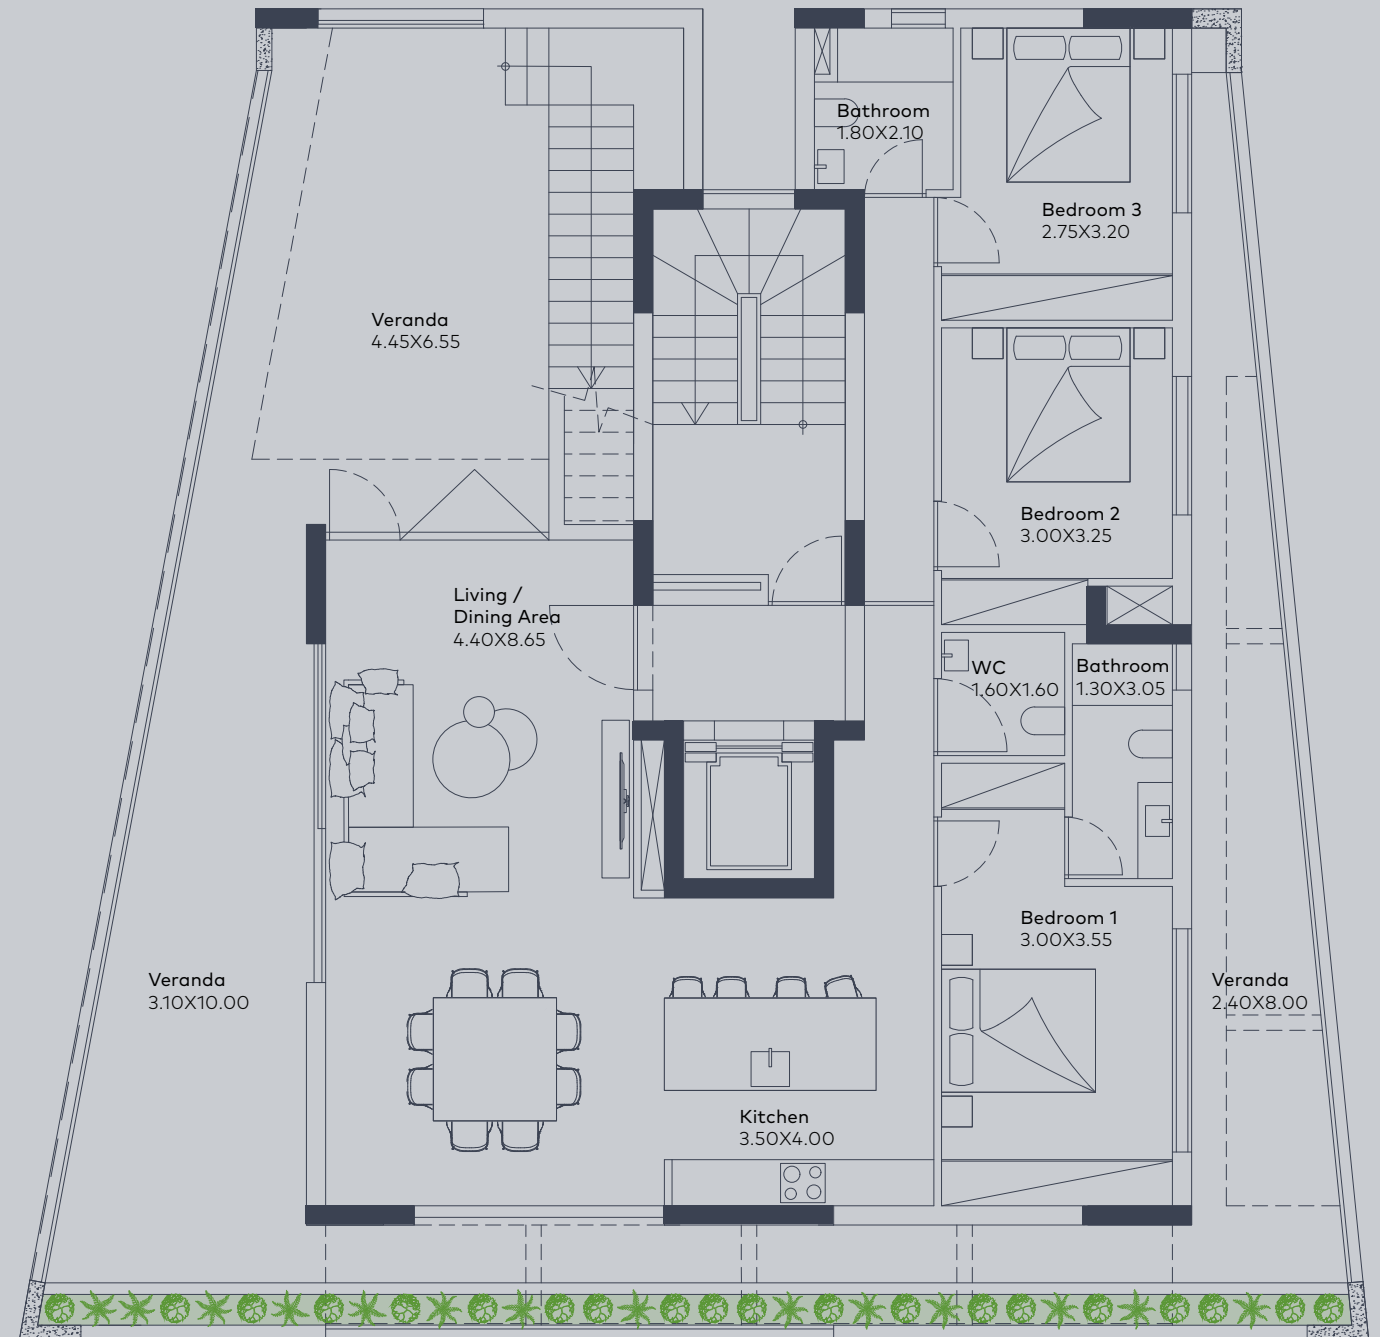 Bathroom
1.80X2.10
Bedroom 3
2.75X3.20
Veranda
4.45X6.55
Bedroom 2
3.00X3.25
Living /
Dining Area
4.40X8.65
WC
1.60X1.60
Bathroom
1.30X3.05
Bedroom 1
3.00X3.55
Veranda
3.10X10.00
Veranda
2.40X8.00
Kitchen
3.50X4.00